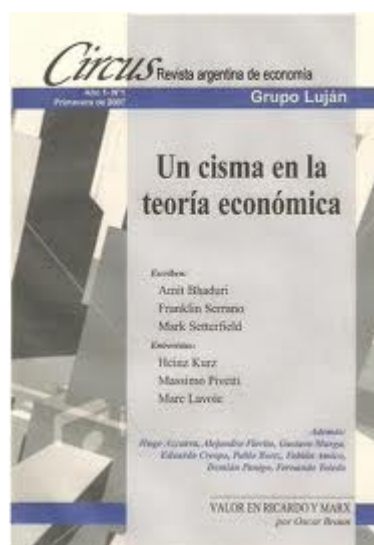 Circus Revista argentina de economía
Año 1- Nº1
Primavera de 2007
Grupo Luján
Un cisma en la
teoría económica
Escriben:
Amit Bhaduri
Franklin Serrano
Mark Setterfield
Entrevistas:
Heinz Kurz
Massimo Pivetti
Marc Lavoie
Además:
Hugo Azcurra, Alejandro Fiorito, Gustavo Murga,
Eduardo Crespo, Pablo Bortz, Fabián Amico,
Demián Panigo, Fernando Toledo
VALOR EN RICARDO Y MARX
por Oscar Braun